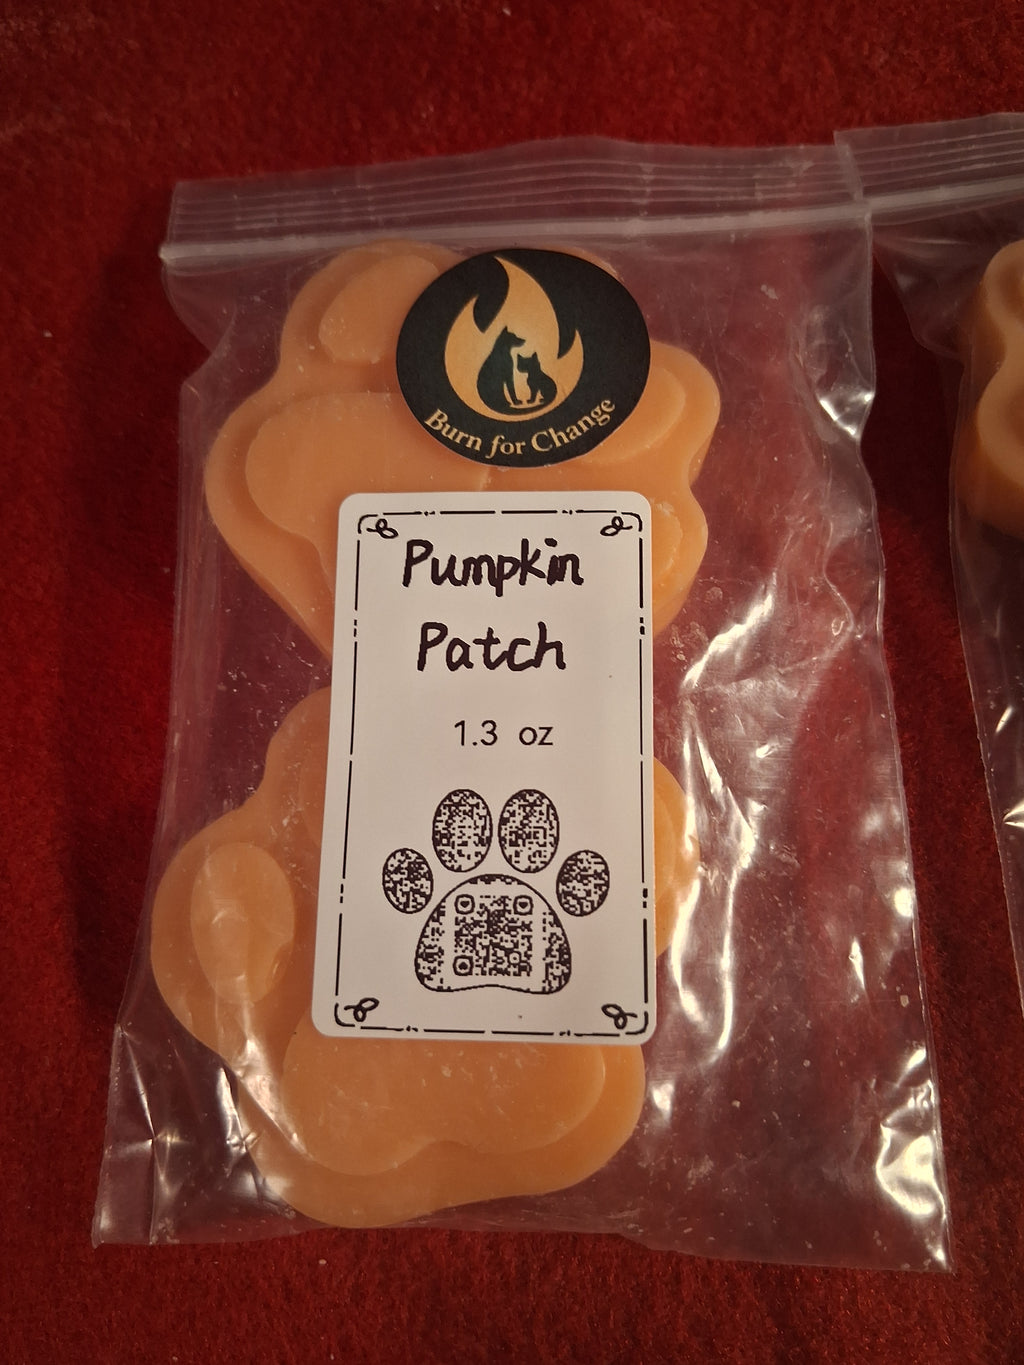 Burn for Change
Pumpkin
Patch
1.3 oz